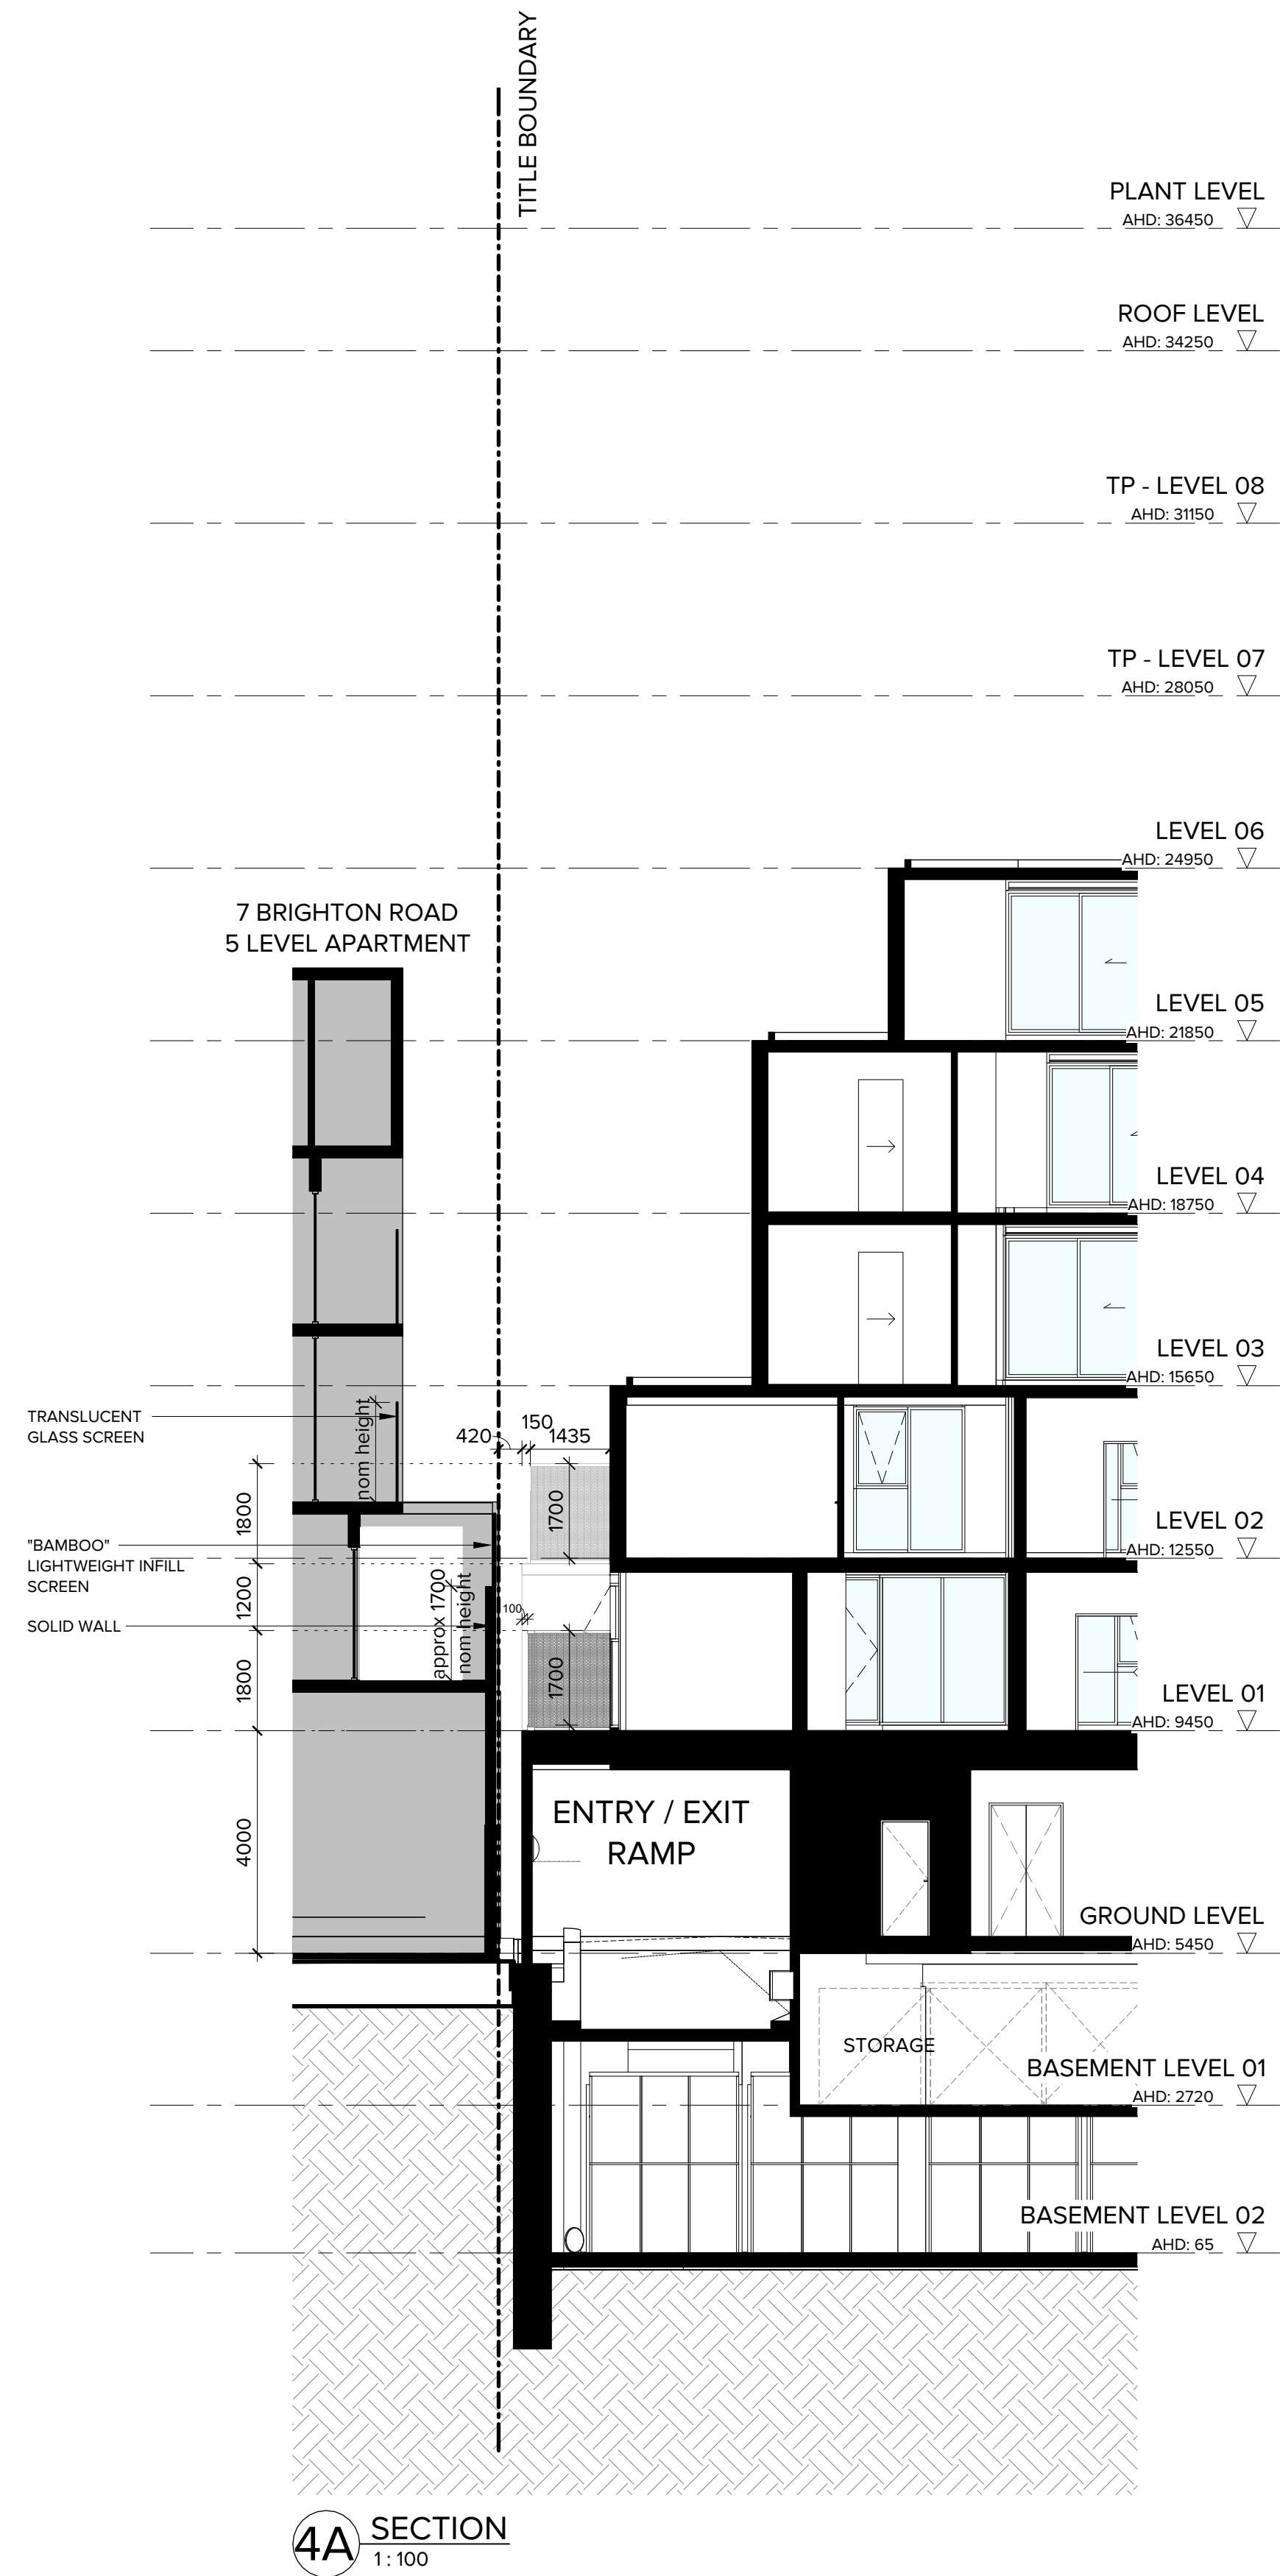 TITLE BOUNDARY
PLANT LEVEL
AHD: 36450
ROOF LEVEL
AHD: 34250
TP - LEVEL 08
AHD: 31150
TP - LEVEL 07
AHD: 28050
LEVEL 06
AHD: 24950
7 BRIGHTON ROAD
5 LEVEL APARTMENT
LEVEL 05
AHD: 21850
LEVEL 04
AHD: 18750
LEVEL 03
AHD: 15650
TRANSLUCENT
GLASS SCREEN
nom height
420
150
1435
1800
1700
LEVEL 02
AHD: 12550
"BAMBOO"
LIGHTWEIGHT INFILL
SCREEN
1200
approx 1700
nom height
100
SOLID WALL
1800
1700
LEVEL 01
AHD: 9450
4000
ENTRY / EXIT
RAMP
GROUND LEVEL
AHD: 5450
STORAGE
BASEMENT LEVEL 01
AHD: 2720
BASEMENT LEVEL 02
AHD: 65
4A
SECTION
1 : 100